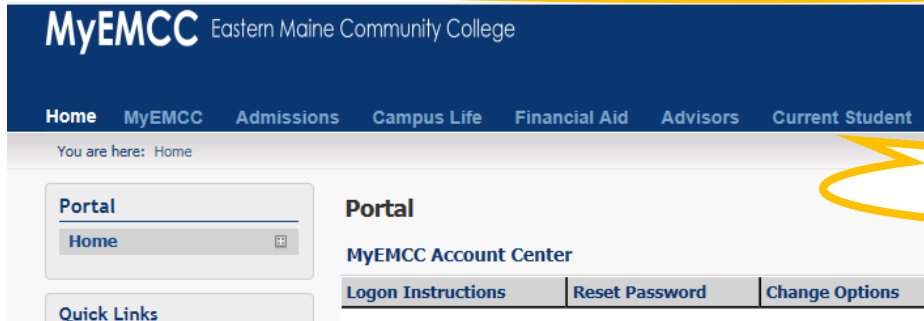 MyEMCC Eastern Maine Community College
Home MyEMCC Admissions Campus Life Financial Aid Advisors Current Student
You are here: Home
Portal
Home
Quick Links
Portal
MyEMCC Account Center
Logon Instructions Reset Password Change Options